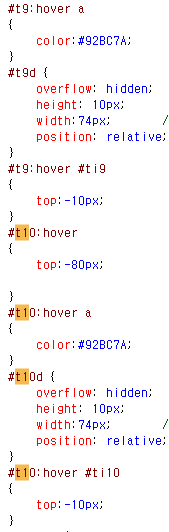 #t9:hover a
{
color:#92BC7A;
}
#t9d {
overflow: hidden;
height: 10px;
width:74px; /
position: relative;
}
#t9:hover #ti9
{
top:-10px;
}
#t10:hover
{
top:-80px;
}
#t10:hover a
{
color:#92BC7A;
}
#t10d {
overflow: hidden;
height: 10px;
width:74px; /
position: relative;
}
#t10:hover #ti10
{
top:-10px;
}